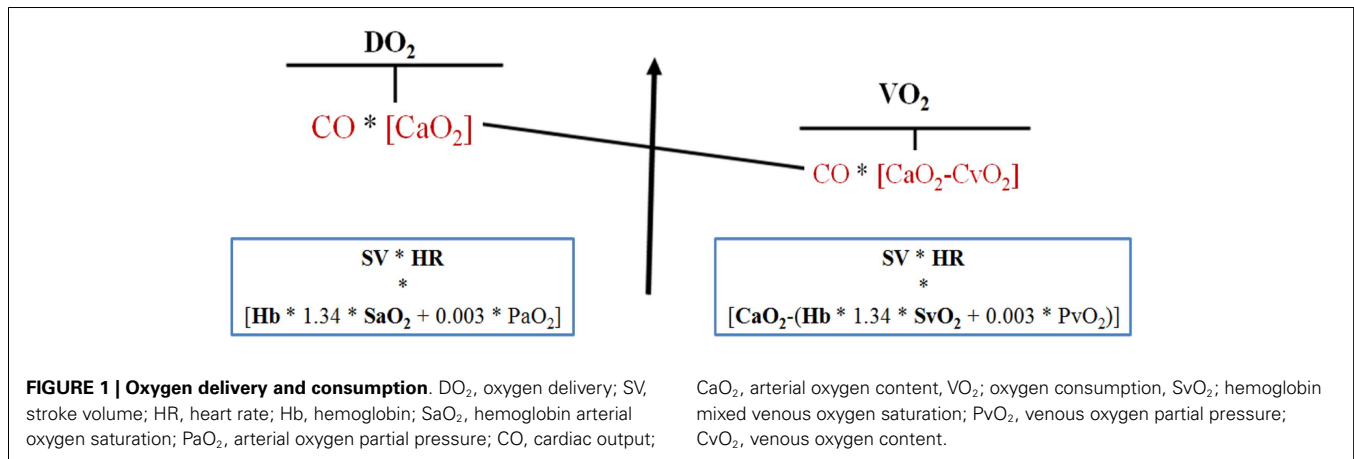 DO₂
CO * [CaO₂]
VO₂
CO * [CaO₂-CvO₂]
SV * HR
*
[Hb * 1.34 * SaO₂ + 0.003 * PaO₂]
SV * HR
*
[CaO₂-(Hb * 1.34 * SvO₂ + 0.003 * PvO₂)]
FIGURE 1 | Oxygen delivery and consumption. DO₂, oxygen delivery; SV,
stroke volume; HR, heart rate; Hb, hemoglobin; SaO₂, hemoglobin arterial
oxygen saturation; PaO₂, arterial oxygen partial pressure; CO, cardiac output;
CaO₂, arterial oxygen content, VO₂; oxygen consumption, SvO₂; hemoglobin
mixed venous oxygen saturation; PvO₂, venous oxygen partial pressure;
CvO₂, venous oxygen content.